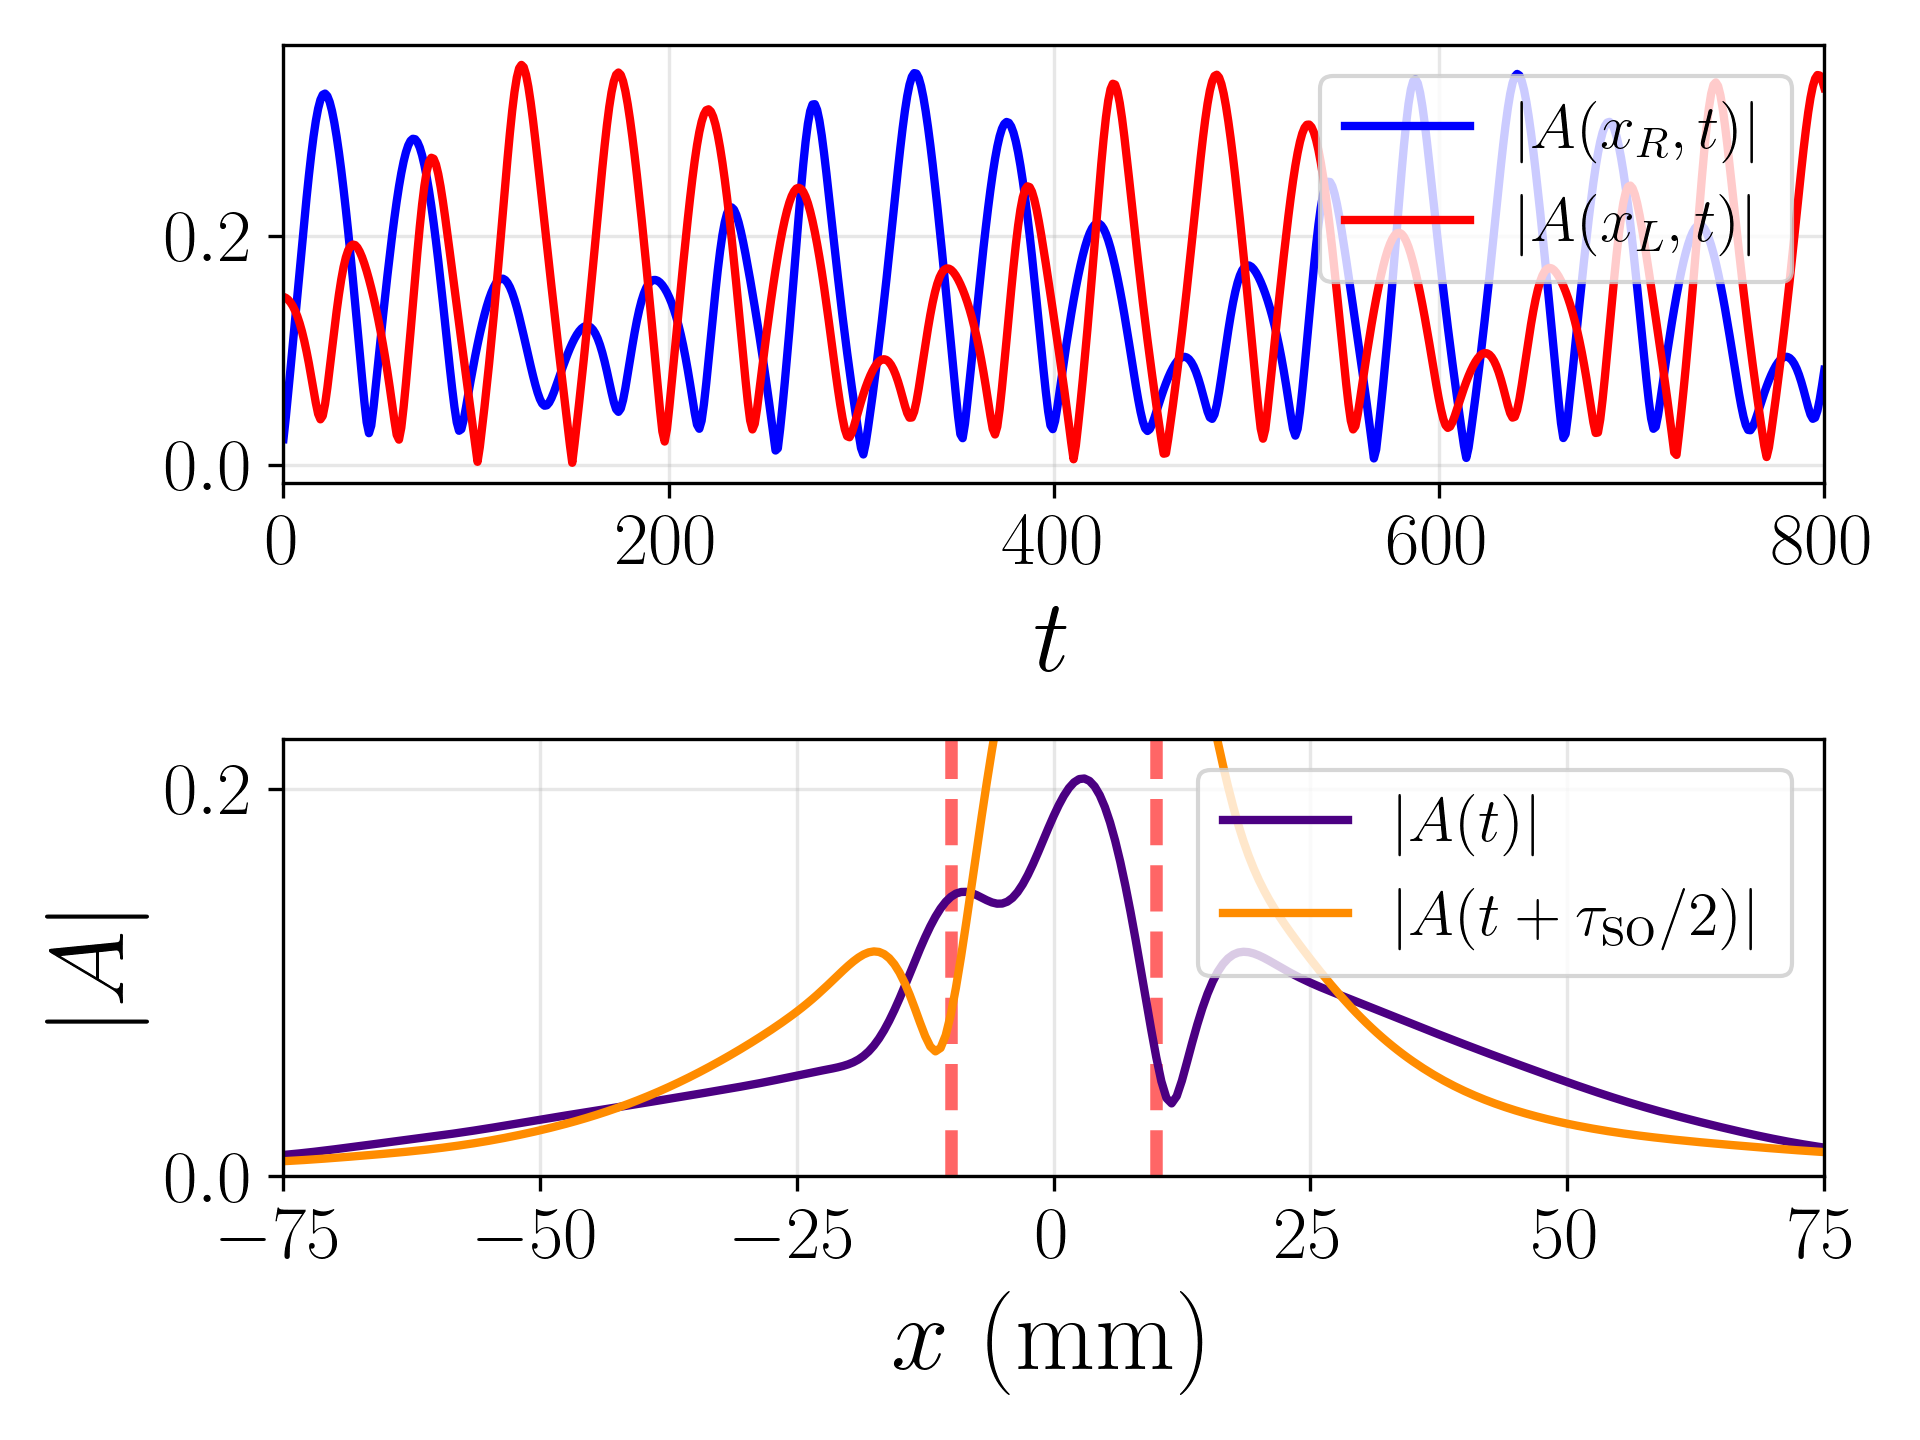 0.2
0.0
|A(x_R, t)|
|A(x_L, t)|
0 200 400 600 800
t
|A|
0.2
0.0
|A(t)|
|A(t + τ_SO/2)|
−75 −50 −25 0 25 50 75
x (mm)